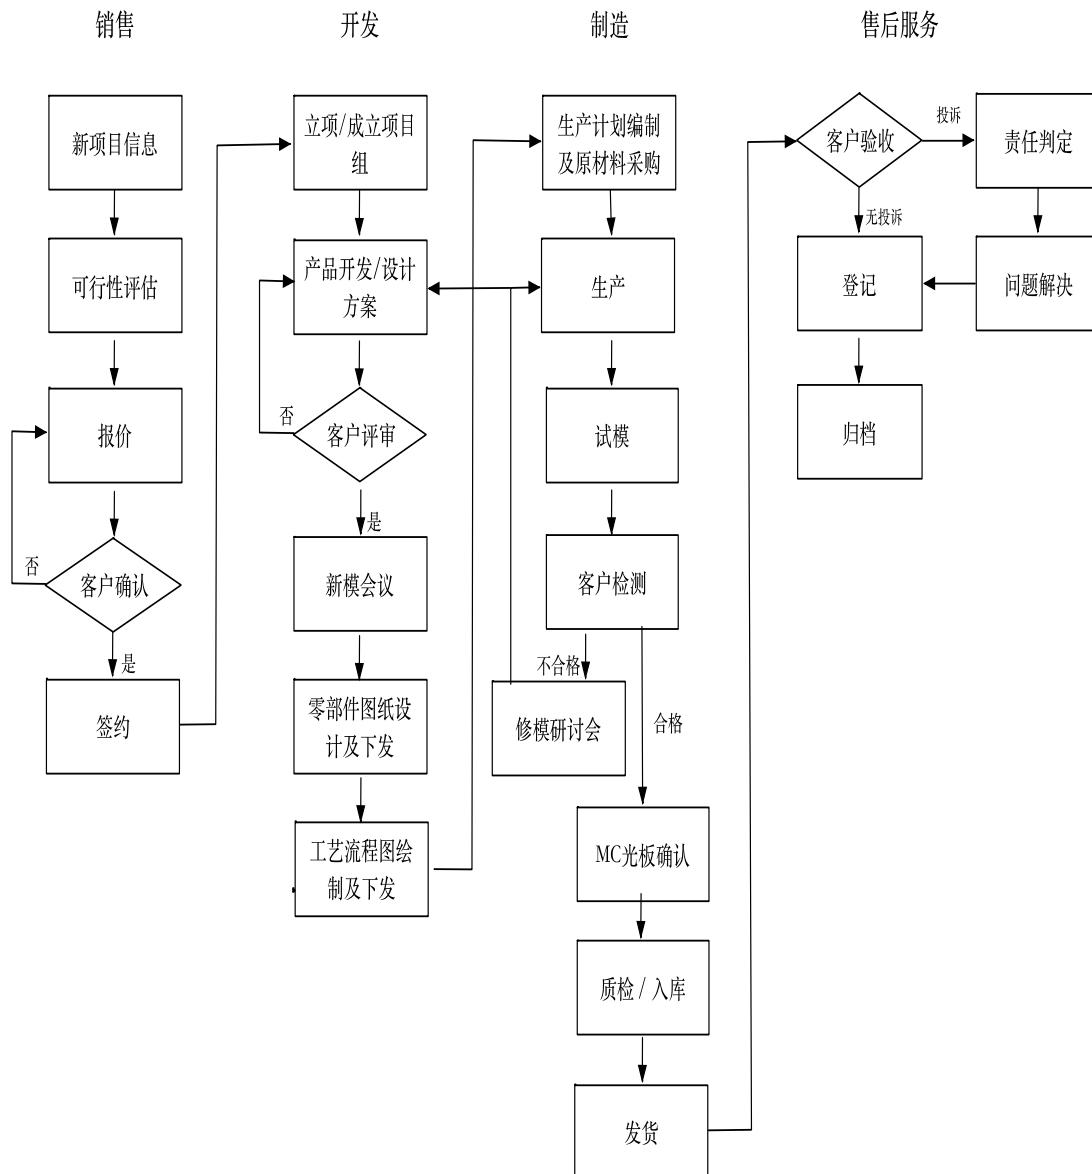 销售
开发
制造
售后服务
新项目信息
可行性评估
报价
否
客户确认
是
签约
立项/成立项目
组
产品开发/设计
方案
否
客户评审
是
新模会议
零部件图纸设
计及下发
工艺流程图绘
制及下发
生产计划编制
及原材料采购
生产
试模
客户检测
不合格
修模研讨会
合格
MC光板确认
质检 / 入库
发货
客户验收
投诉
责任判定
无投诉
登记
问题解决
归档